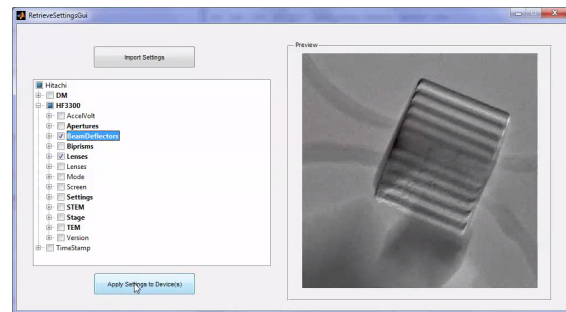 RetrieveSettingsGui
Import Settings
Hitachi
DM
HF3300
AccelVolt
Apertures
BeamDeflectors
Biprisms
Lenses
Lenses
Mode
Screen
Settings
STEM
Stage
TEM
Version
TimeStamp
Apply Settings to Device(s)
Preview